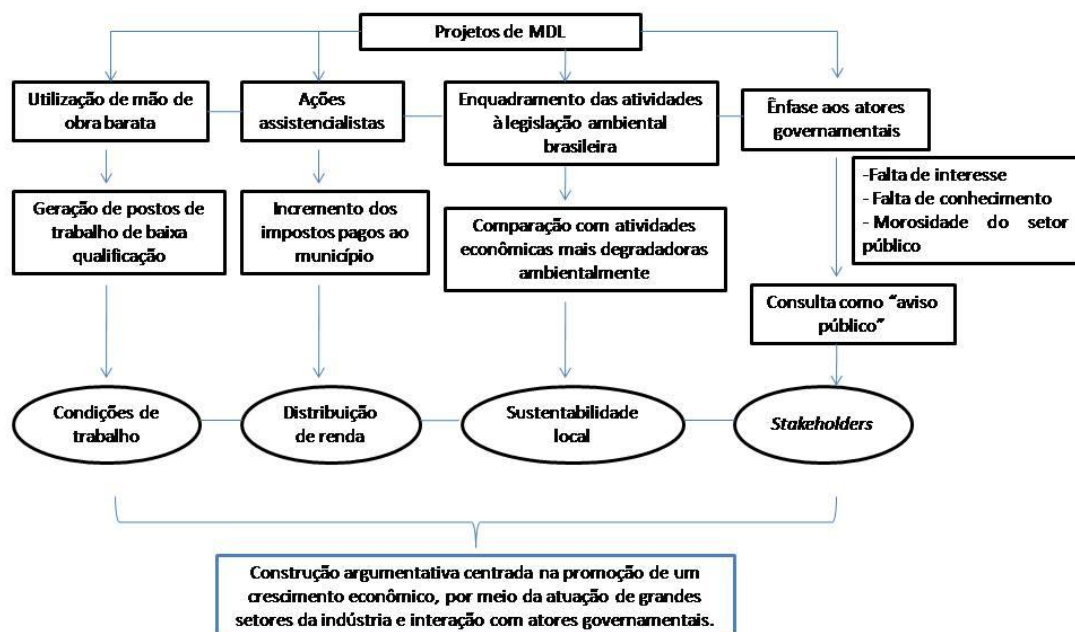 Projetos de MDL
Utilização de mão de
obra barata
Ações
assistencialistas
Enquadramento das atividades
à legislação ambiental
brasileira
Ênfase aos atores
governamentais
-Falta de interesse
- Falta de conhecimento
- Morosidade do setor
público
Geração de postos de
trabalho de baixa
qualificação
Incremento dos
impostos pagos ao
município
Comparação com atividades
econômicas mais degradadoras
ambientalmente
Consulta como “aviso
público”
Condições de
trabalho
Distribuição
de renda
Sustentabilidade
local
Stakeholders
Construção argumentativa centrada na promoção de um
crescimento econômico, por meio da atuação de grandes
setores da indústria e interação com atores governamentais.